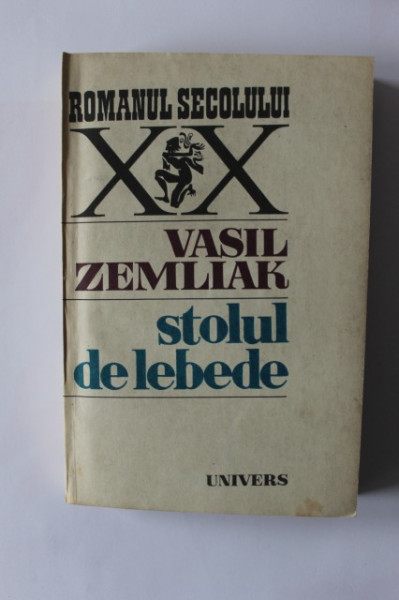 ROMANUL SECOLULUI
XX
VASIL
ZEMLIAK
stolul
de lebede
UNIVERS